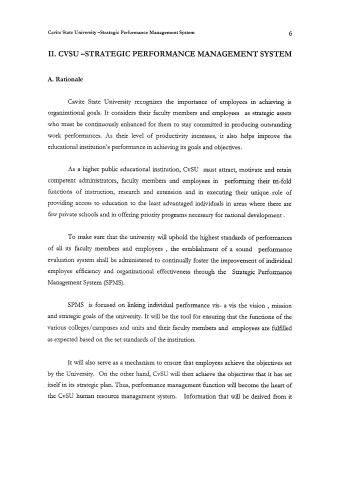 Cavite State University –Strategic Performance Management System
6
II. CVSU –STRATEGIC PERFORMANCE MANAGEMENT SYSTEM
A. Rationale
Cavite State University recognizes the importance of employees in achieving is
organizational goals. It considers their faculty members and employees as strategic assets
who must be continuously enhanced for them to stay committed in producing outstanding
work performances. As their level of productivity increases, it also helps improve the
educational institution's performance in achieving its goals and objectives.
As a higher public educational institution, CvSU must attract, motivate and retain
competent administrators, faculty members and employees in performing their tri-fold
functions of instruction, research and extension and in executing their unique role of
providing access to education to the least advantaged individuals in areas where there are
few private schools and in offering priority programs necessary for national development .
To make sure that the university will uphold the highest standards of performances
of all its faculty members and employees , the establishment of a sound performance
evaluation system shall be administered to continually foster the improvement of individual
employee efficiency and organizational effectiveness through the Strategic Performance
Management System (SPMS).
SPMS is focused on linking individual performance vis- a vis the vision , mission
and strategic goals of the university. It will be the tool for ensuring that the functions of the
various colleges/campuses and units and their faculty members and employees are fulfilled
as expected based on the set standards of the institution.
It will also serve as a mechanism to ensure that employees achieve the objectives set
by the University. On the other hand, CvSU will then achieve the objectives that it has set
itself in its strategic plan. Thus, performance management function will become the heart of
the CvSU human resource management system. Information that will be derived from it